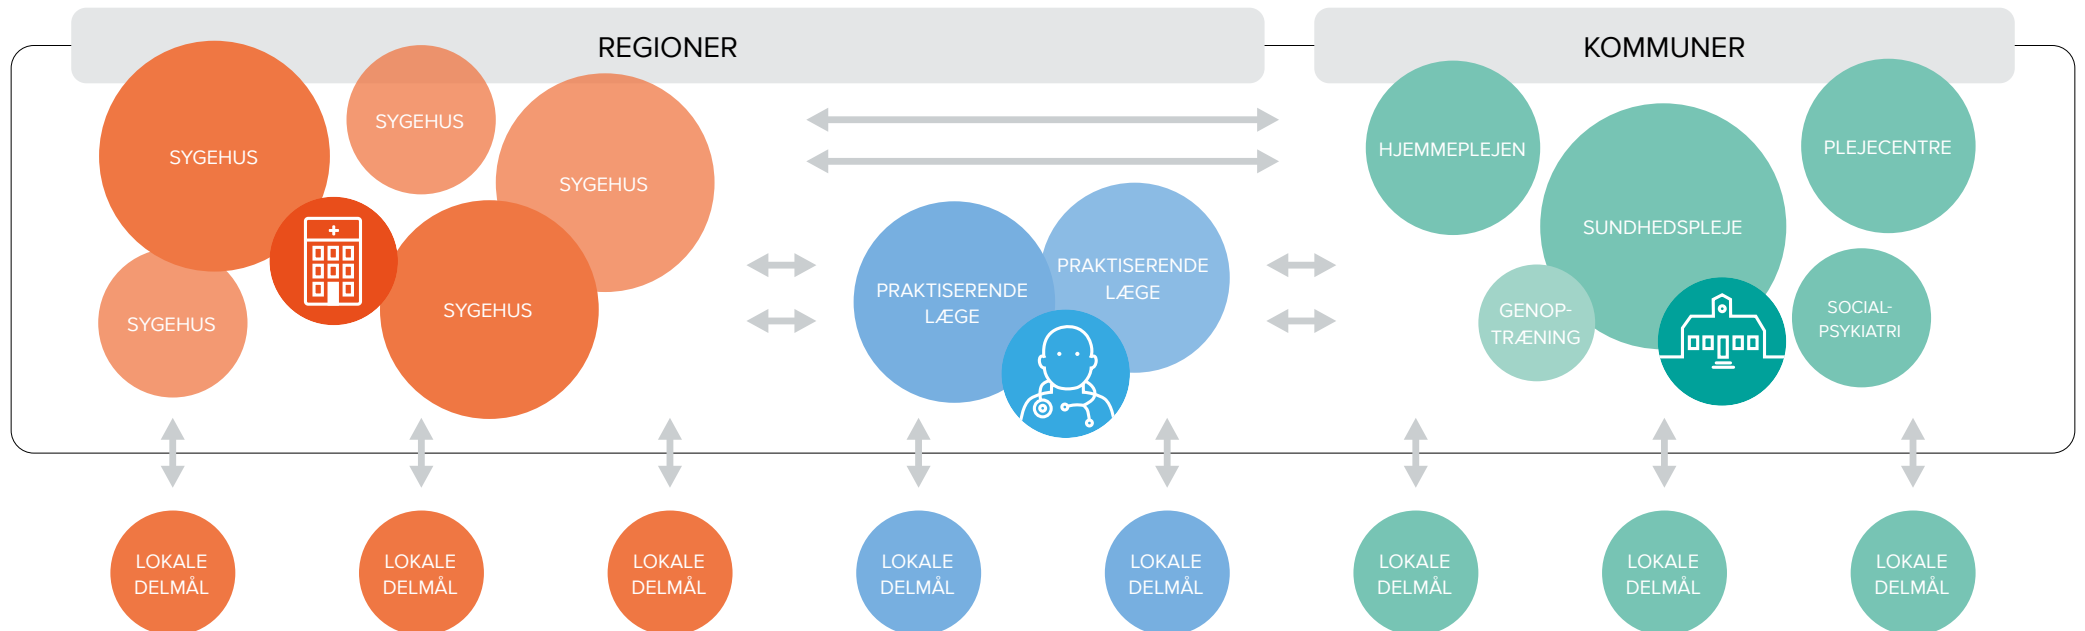 REGIONER
KOMMUNER
SYGEHUS
SYGEHUS
SYGEHUS
SYGEHUS
SYGEHUS
PRAKTISERENDE
LÆGE
PRAKTISERENDE
LÆGE
HJEMMEPLEJEN
SUNDHEDSPLEJE
PLEJECENTRE
GENOP-
TRÆNING
SOCIAL-
PSYKIATRI
LOKALE
DELMÅL
LOKALE
DELMÅL
LOKALE
DELMÅL
LOKALE
DELMÅL
LOKALE
DELMÅL
LOKALE
DELMÅL
LOKALE
DELMÅL
LOKALE
DELMÅL